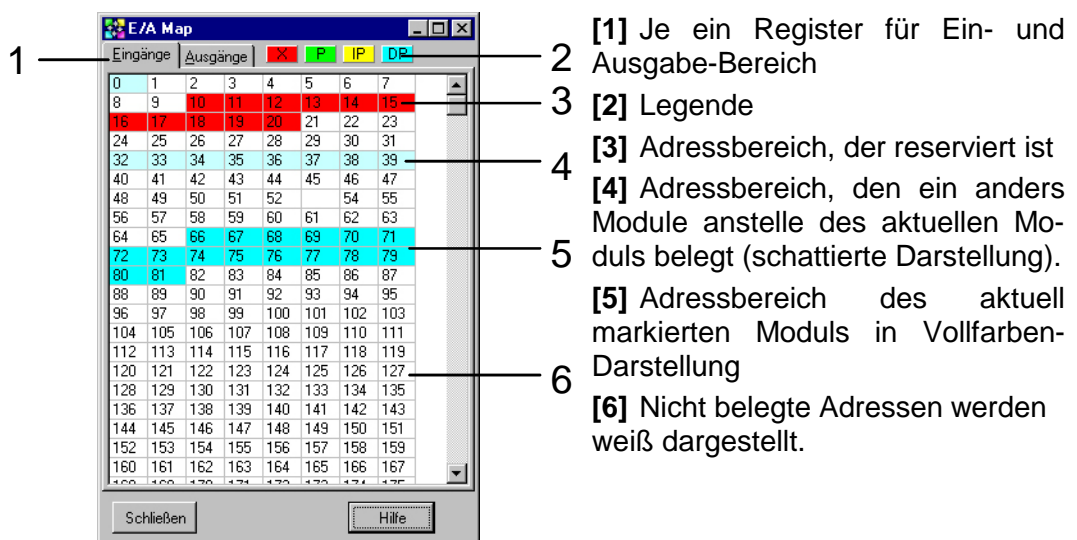 E/A Map
Eingänge Ausgänge X P IP DP
0 1 2 3 4 5 6 7
8 9 10 11 12 13 14 15
16 17 18 19 20 21 22 23
24 25 26 27 28 29 30 31
32 33 34 35 36 37 38 39
40 41 42 43 44 45 46 47
48 49 50 51 52 54 55
56 57 58 59 60 61 62 63
64 65 66 67 68 69 70 71
72 73 74 75 76 77 78 79
80 81 82 83 84 85 86 87
88 89 90 91 92 93 94 95
96 97 98 99 100 101 102 103
104 105 106 107 108 109 110 111
112 113 114 115 116 117 118 119
120 121 122 123 124 125 126 127
128 129 130 131 132 133 134 135
136 137 138 139 140 141 142 143
144 145 146 147 148 149 150 151
152 153 154 155 156 157 158 159
160 161 162 163 164 165 166 167
Schließen Hilfe
1
2
3
4
5
6
[1] Je ein Register für Ein- und
Ausgabe-Bereich
[2] Legende
[3] Adressbereich, der reserviert ist
[4] Adressbereich, den ein anders
Module anstelle des aktuellen Mo-
duls belegt (schattierte Darstellung).
[5] Adressbereich des aktuell
markierten Moduls in Vollfarben-
Darstellung
[6] Nicht belegte Adressen werden
weiß dargestellt.